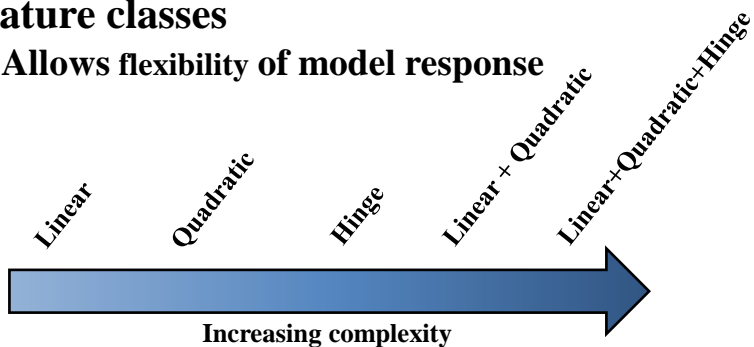 ature classes
Allows flexibility of model response
Linear
Quadratic
Hinge
Linear + Quadratic
Linear+Quadratic+Hinge
Increasing complexity